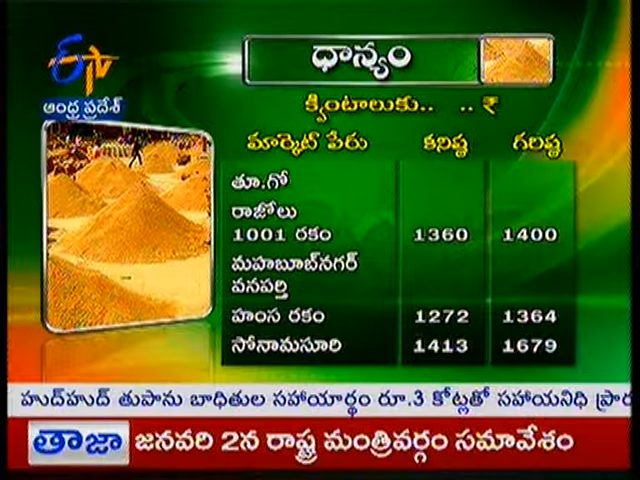 ETV
ఆంధ్ర ప్రదేశ్
ధాన్యం
క్వింటాలుకు.. .. ₹
మార్కెట్ పేరు కనిష్ఠ గరిష్ఠ
తూ.గో
రాజోలు
1001 రకం 1360 1400
మహబూబ్‌నగర్
వనపర్తి
హంస రకం 1272 1364
సోనామసూరి 1413 1679
హుద్‌హుద్ తుపాను బాధితుల సహాయార్థం రూ.3 కోట్లతో సహాయనిధి
తాజా జనవరి 2న రాష్ట్ర మంత్రివర్గం సమావేశం